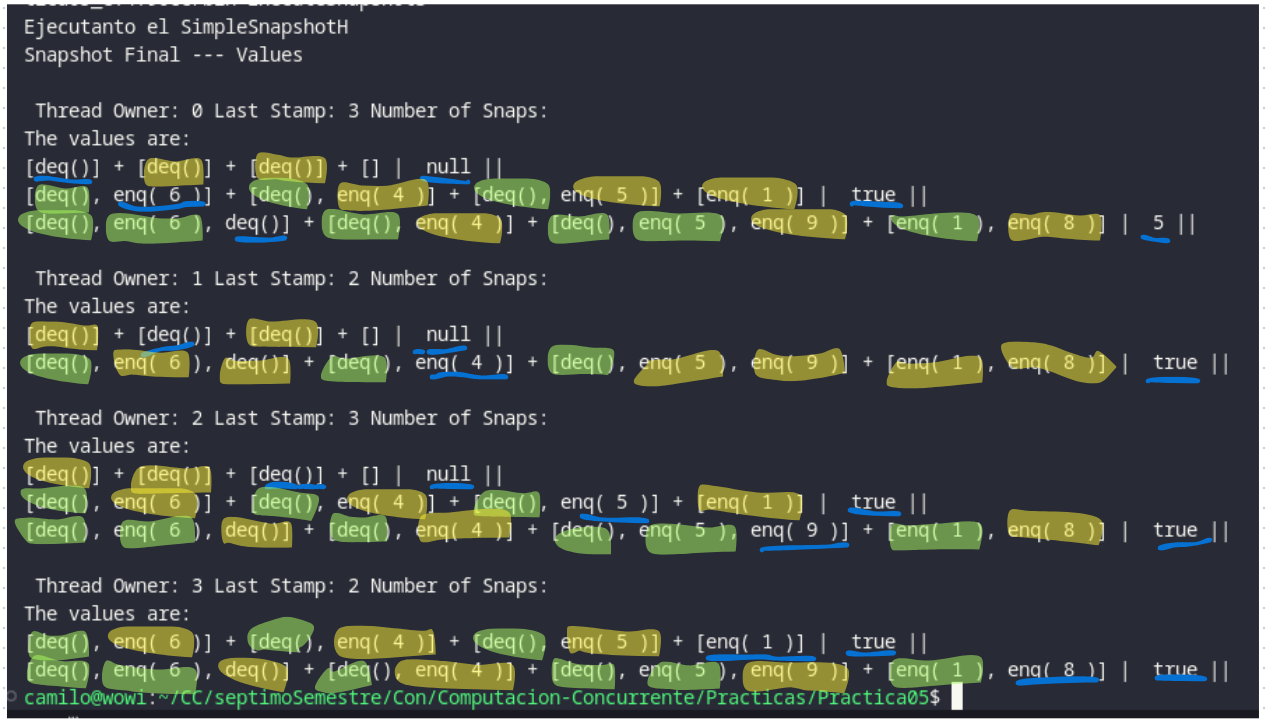 Ejecutanto el SimpleSnapshotH
Snapshot Final --- Values
Thread Owner: 0 Last Stamp: 3 Number of Snaps:
The values are:
[deq()] + [deq()] + [deq()] + [] | null ||
[deq(), enq( 6 )] + [deq(), enq( 4 )] + [deq(), enq( 5 )] + [enq( 1 )] | true ||
[deq(), enq( 6 ), deq()] + [deq(), enq( 4 )] + [deq(), enq( 5 ), enq( 9 )] + [enq( 1 ), enq( 8 )] | 5 ||
Thread Owner: 1 Last Stamp: 2 Number of Snaps:
The values are:
[deq()] + [deq()] + [deq()] + [] | null ||
[deq(), enq( 6 ), deq()] + [deq(), enq( 4 )] + [deq(), enq( 5 ), enq( 9 )] + [enq( 1 ), enq( 8 )] | true ||
Thread Owner: 2 Last Stamp: 3 Number of Snaps:
The values are:
[deq()] + [deq()] + [deq()] + [] | null ||
[deq(), enq( 6 )] + [deq(), enq( 4 )] + [deq(), enq( 5 )] + [enq( 1 )] | true ||
[deq(), enq( 6 ), deq()] + [deq(), enq( 4 )] + [deq(), enq( 5 ), enq( 9 )] + [enq( 1 ), enq( 8 )] | true ||
Thread Owner: 3 Last Stamp: 2 Number of Snaps:
The values are:
[deq(), enq( 6 )] + [deq(), enq( 4 )] + [deq(), enq( 5 )] + [enq( 1 )] | true ||
[deq(), enq( 6 ), deq()] + [deq(), enq( 4 )] + [deq(), enq( 5 ), enq( 9 )] + [enq( 1 ), enq( 8 )] | true ||
camilo@wowi:~/CC/septimoSemestre/Con/Computacion-Concurrente/Practicas/Practica05$